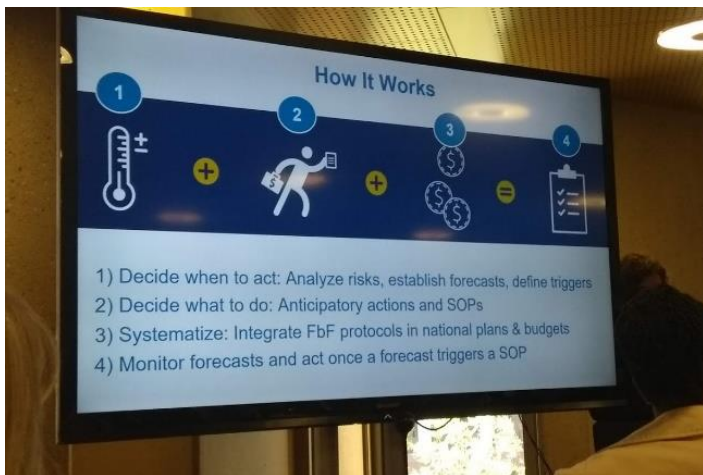 How It Works
1
2
3
4
±
+
+
=
$
$
$
$
1) Decide when to act: Analyze risks, establish forecasts, define triggers
2) Decide what to do: Anticipatory actions and SOPs
3) Systematize: Integrate FbF protocols in national plans & budgets
4) Monitor forecasts and act once a forecast triggers a SOP